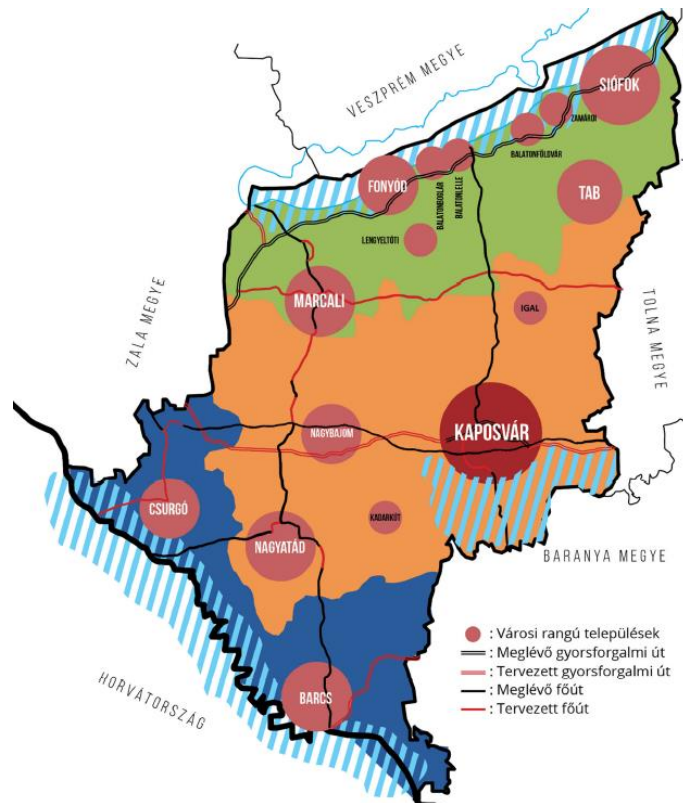 VESZPRÉM MEGYE
SIÓFOK
ZAMÁRDI
BALATONFÖLDVÁR
FONYÓD
BALATONBOGLÁR
BALATONLELLE
TAB
LENGYELTÓTI
MARCALI
IGAL
ZALA MEGYE
TOLNA MEGYE
NAGYBAJOM
KAPOSVÁR
CSURGÓ
KADARKÚT
NAGYATÁD
BARANYA MEGYE
HORVÁTORSZÁG
BARCS
: Városi rangú települések
: Meglévő gyorsforgalmi út
: Tervezett gyorsforgalmi út
: Meglévő főút
: Tervezett főút